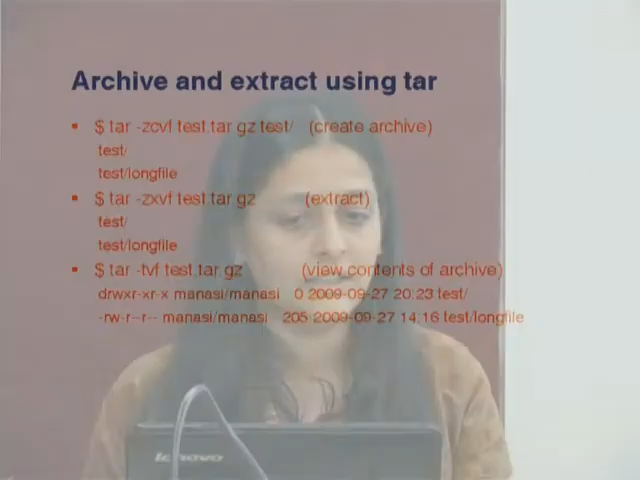 Archive and extract using tar
$ tar -zcvf test.tar gz test/ (create archive)
test/
test/longfile
$ tar -zxvf test.tar gz (extract)
test/
test/longfile
$ tar -tvf test.tar.gz (view contents of archive)
drwxr-xr-x manasi/manasi 0 2009-09-27 20:23 test/
-rw-r--r-- manasi/manasi 205 2009-09-27 14:16 test/longfile
lenovo